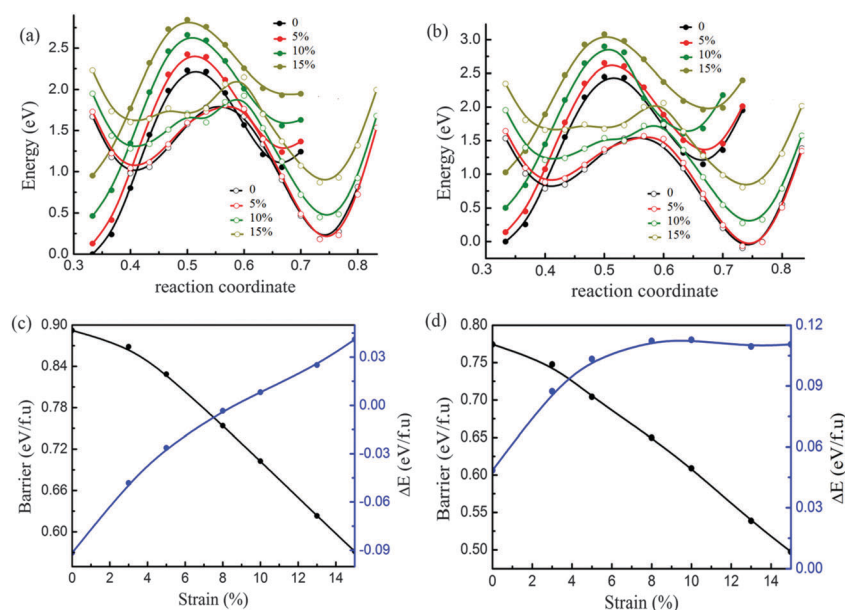 (a)
0
5%
10%
15%
2.5
2.0
1.5
1.0
0.5
0.0
Energy (eV)
0
5%
10%
15%
0.3 0.4 0.5 0.6 0.7 0.8
reaction coordinate
(b)
0
5%
10%
15%
3.0
2.5
2.0
1.5
1.0
0.5
0.0
Energy (eV)
0
5%
10%
15%
0.3 0.4 0.5 0.6 0.7 0.8
reaction coordinate
(c)
0.90
0.84
0.78
0.72
0.66
0.60
Barrier (eV/f.u)
0.03
0.00
-0.03
-0.06
-0.09
ΔE (eV/f.u)
0 2 4 6 8 10 12 14
Strain (%)
(d)
0.80
0.75
0.70
0.65
0.60
0.55
0.50
Barrier (eV/f.u)
0.12
0.09
0.06
0.03
0.00
ΔE (eV/f.u)
0 2 4 6 8 10 12 14
Strain (%)